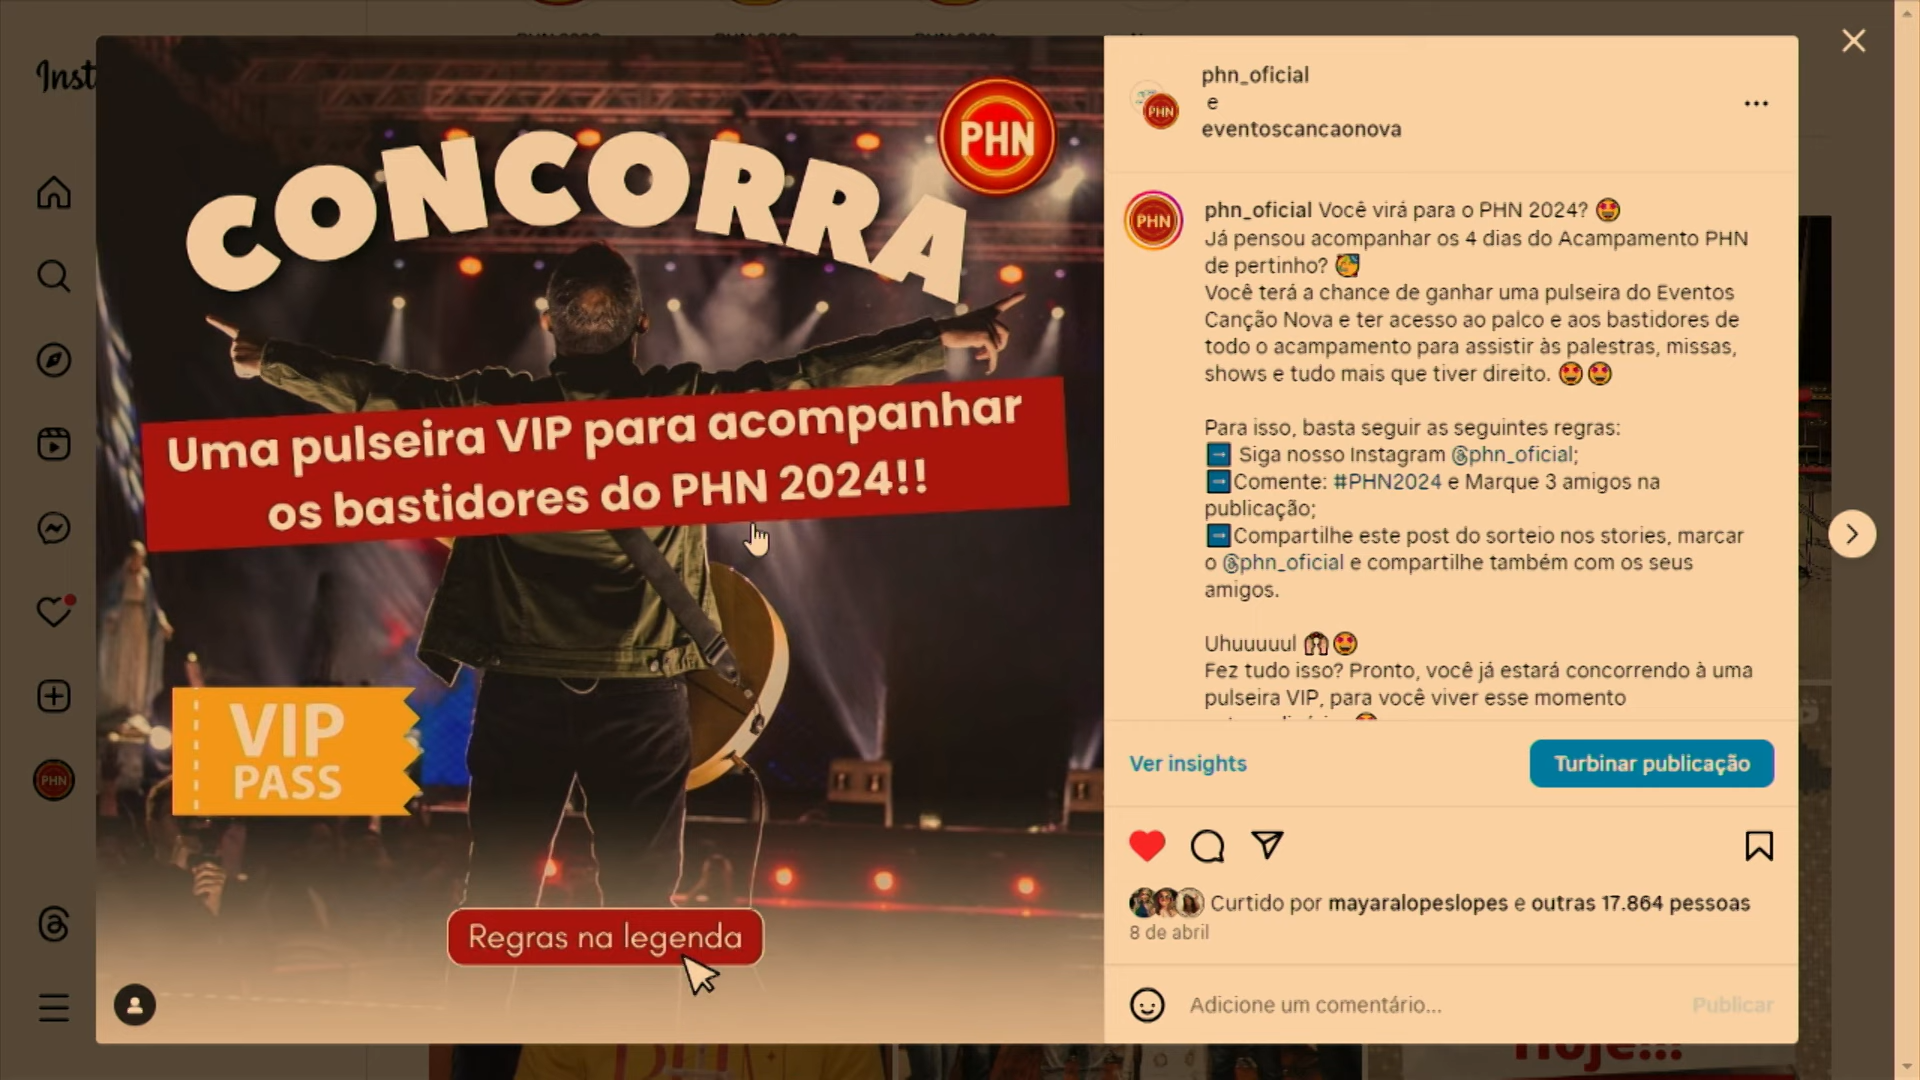 Inst
CONCORRA
PHN
Uma pulseira VIP para acompanhar
os bastidores do PHN 2024!!
VIP
PASS
Regras na legenda
phn_oficial
e
eventoscancaonova
PHN
PHN
phn_oficial Você virá para o PHN 2024? 🤩
Já pensou acompanhar os 4 dias do Acampamento PHN
de pertinho? 🥳
Você terá a chance de ganhar uma pulseira do Eventos
Canção Nova e ter acesso ao palco e aos bastidores de
todo o acampamento para assistir às palestras, missas,
shows e tudo mais que tiver direito. 🤩🤩
Para isso, basta seguir as seguintes regras:
➡️ Siga nosso Instagram @phn_oficial;
➡️Comente: #PHN2024 e Marque 3 amigos na
publicação;
➡️Compartilhe este post do sorteio nos stories, marcar
o @phn_oficial e compartilhe também com os seus
amigos.
Uhuuuuul 🙌🤩
Fez tudo isso? Pronto, você já estará concorrendo à uma
pulseira VIP, para você viver esse momento
Ver insights
Turbinar publicação
Curtido por mayaralopeslopes e outras 17.864 pessoas
8 de abril
Adicione um comentário...
Publicar
PHN
hoje!!!